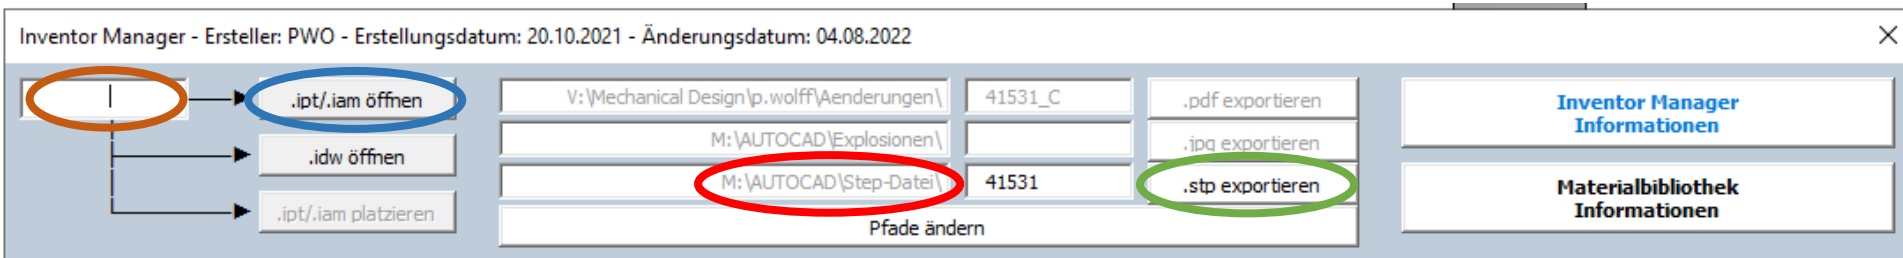 Inventor Manager - Ersteller: PWO - Erstellungsdatum: 20.10.2021 - Änderungsdatum: 04.08.2022
.ipt/.iam öffnen
V:\Mechanical Design\p.wolff\Aenderungen\
41531_C
.pdf exportieren
Inventor Manager
Informationen
.idw öffnen
M:\AUTOCAD\Explosionen\
.jpg exportieren
M:\AUTOCAD\Step-Datei\
41531
.stp exportieren
Materialbibliothek
Informationen
.ipt/.iam platzieren
Pfade ändern